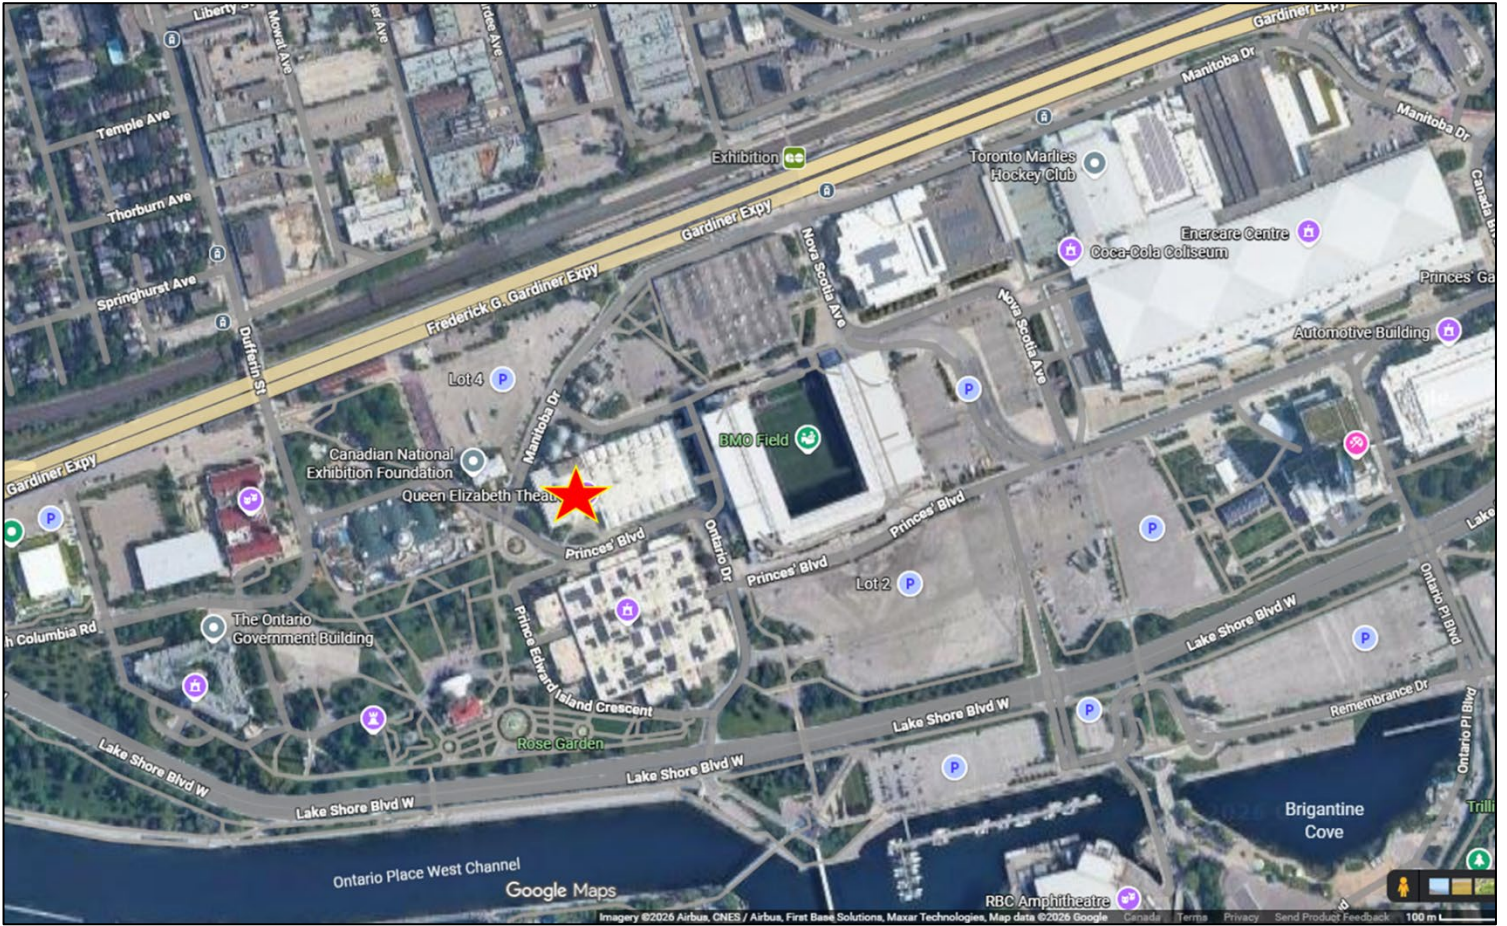 Liberty
Mowat Ave
Gardiner Expy
Manitoba Dr
Temple Ave
Manitoba Dr
Exhibition
Toronto Marlies
Hockey Club
Thorburn Ave
Gardiner Expy
Nova Scotia Ave
Enercare Centre
Coca-Cola Coliseum
Canada
Springhurst Ave
Frederick G. Gardiner Expy
Nova Scotia Ave
Princes'
Automotive Building
Dufferin St
Lot 4
P
P
Manitoba Dr
BMO Field
Canadian National
Exhibition Foundation
Gardiner Expy
Queen Elizabeth
Princes' Blvd
P
P
Lake
Princes' Blvd
Ontario Dr
Princes' Blvd
Lot 2
P
Ontario Pl Blvd
The Ontario
Government Building
Columbia Rd
Prince Edward Island Crescent
Lake Shore Blvd W
P
Remembrance Dr
Ontario Pl Blvd
Lake Shore Blvd W
P
Rose Garden
Lake Shore Blvd W
Lake Shore Blvd W
P
Lake Shore Blvd W
Brigantine
Cove
Ontario Place West Channel
Google Maps
RBC Amphitheatre
Imagery ©2026 Airbus, CNES / Airbus, First Base Solutions, Maxar Technologies, Map data ©2026 Google Canada Terms Privacy Send Product Feedback 100 m